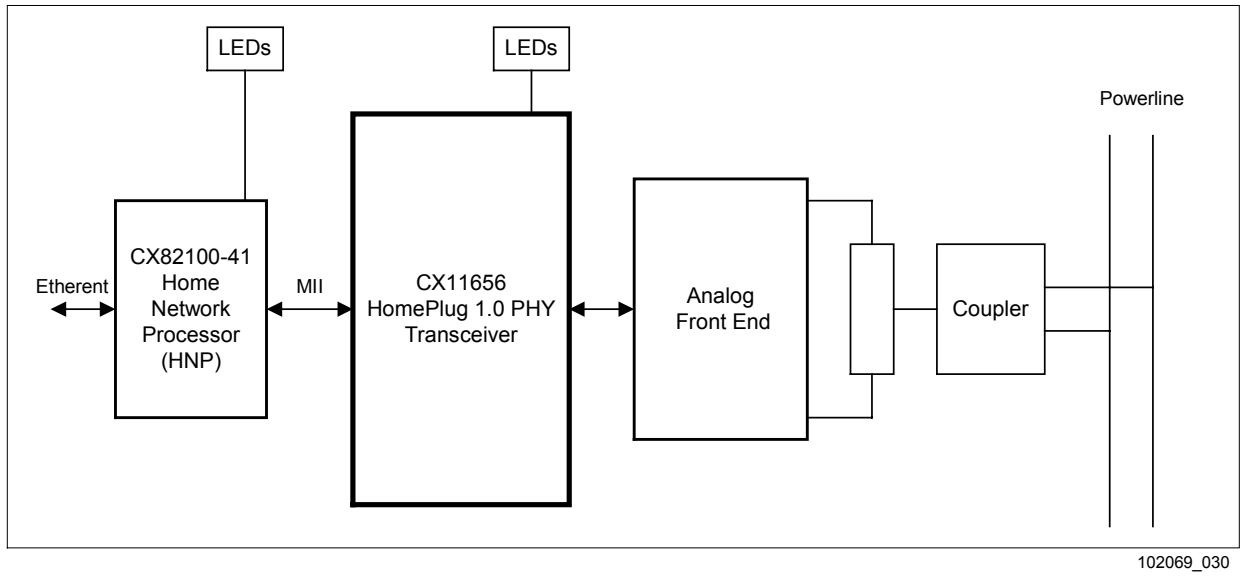 LEDs
LEDs
Powerline
Etherent
CX82100-41
Home
Network
Processor
(HNP)
MII
CX11656
HomePlug 1.0 PHY
Transceiver
Analog
Front End
Coupler
102069_030